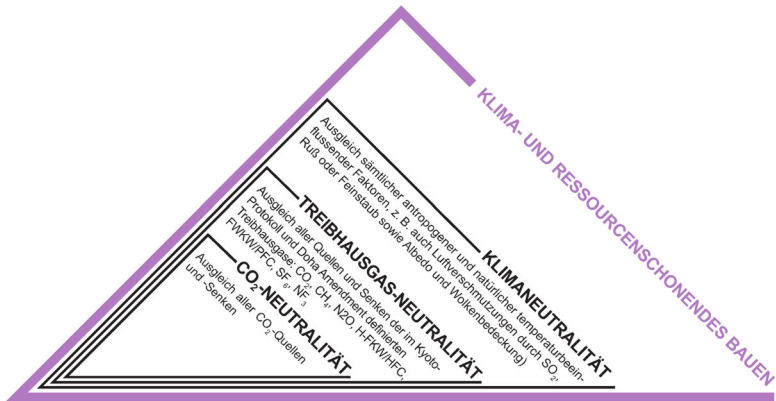 KLIMA- UND RESSOURCENSCHONENDES BAUEN
KLIMANEUTRALITÄT
Ausgleich sämtlicher antropogener und natürlicher temperaturbeein-
flussender Faktoren, z. B. auch Luftverschmutzungen durch SO₂,
Ruß oder Feinstaub sowie Albedo und Wolkenbedeckung)
TREIBHAUSGAS-NEUTRALITÄT
Ausgleich aller Quellen und Senken der im Kyoto-
Protokoll und Doha Amendment definierten
Treibhausgase: CO₂, CH₄, N2O, H-FKW/HFC,
FWKW/PFC, SF₆, NF₃
CO₂-NEUTRALITÄT
Ausgleich aller CO₂-Quellen
und -Senken